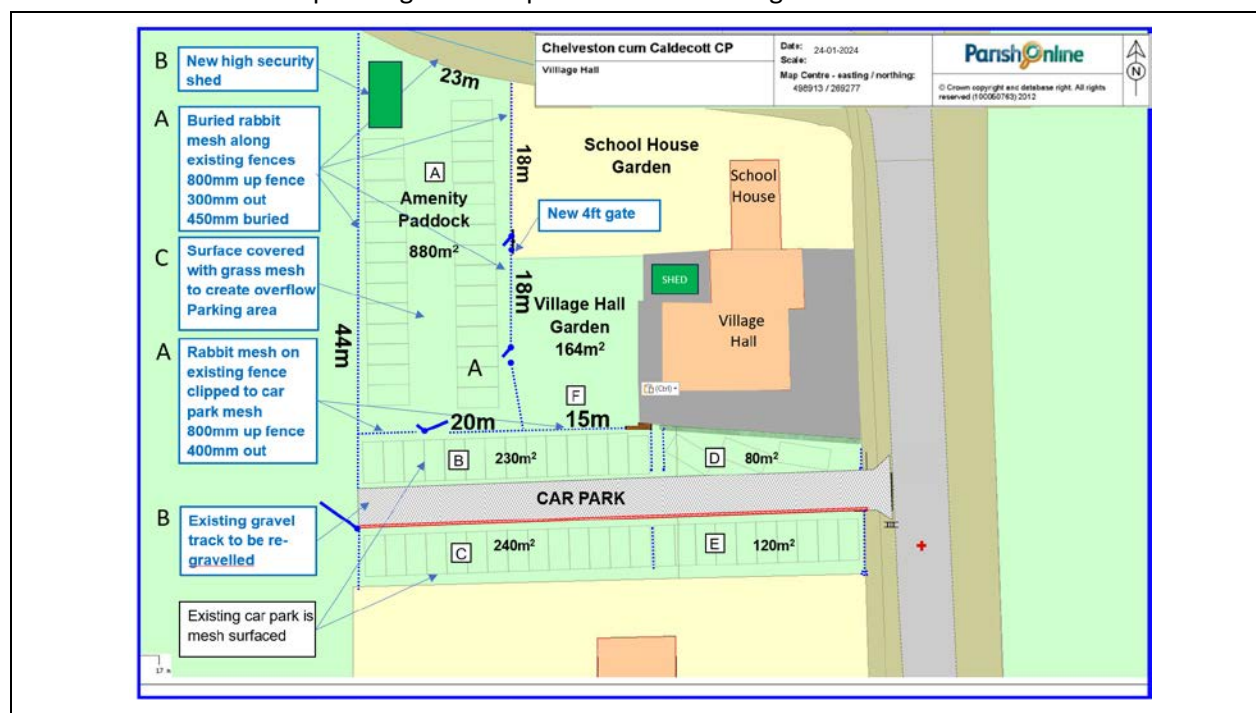 Chelveston cum Caldecott CP
Village Hall
Date: 24-01-2024
Scale:
Map Centre - easting / northing:
498913 / 269277
Parish Online
© Crown copyright and database right. All rights
reserved (100060763) 2012
N
B
New high security
shed
A
Buried rabbit
mesh along
existing fences
800mm up fence
300mm out
450mm buried
C
Surface covered
with grass mesh
to create overflow
Parking area
A
Rabbit mesh on
existing fence
clipped to car
park mesh
800mm up fence
400mm out
B
Existing gravel
track to be re-
gravelled
Existing car park is
mesh surfaced
23m
18m
A
Amenity
Paddock
880m²
School House
Garden
School
House
New 4ft gate
18m
SHED
Village Hall
Garden
164m²
Village
Hall
44m
A
(Ctrl)
F
20m
15m
B
230m²
D
80m²
CAR PARK
C
240m²
E
120m²
17 m